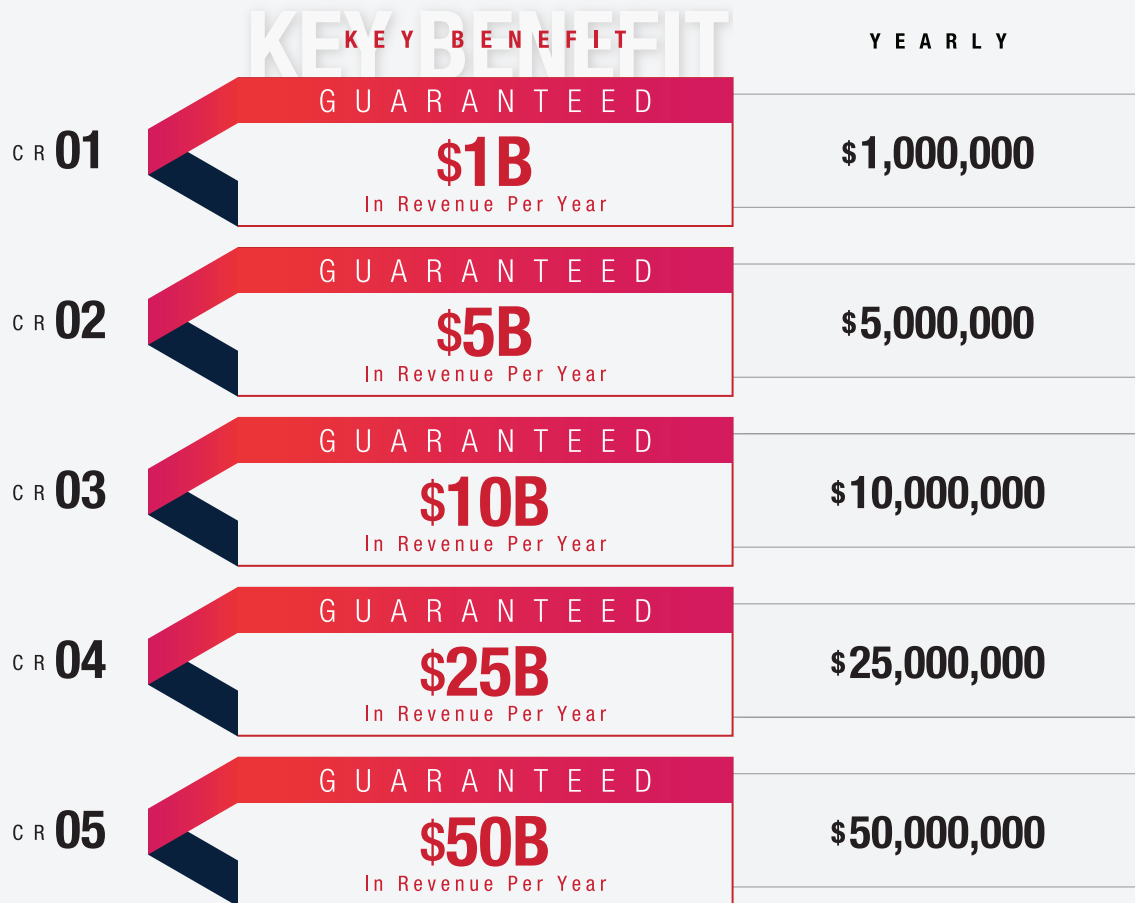 KEY BENEFIT
KEY BENEFIT
YEARLY
GUARANTEED
CR 01
$1B
$1,000,000
In Revenue Per Year
GUARANTEED
CR 02
$5B
$5,000,000
In Revenue Per Year
GUARANTEED
CR 03
$10B
$10,000,000
In Revenue Per Year
GUARANTEED
CR 04
$25B
$25,000,000
In Revenue Per Year
GUARANTEED
CR 05
$50B
$50,000,000
In Revenue Per Year